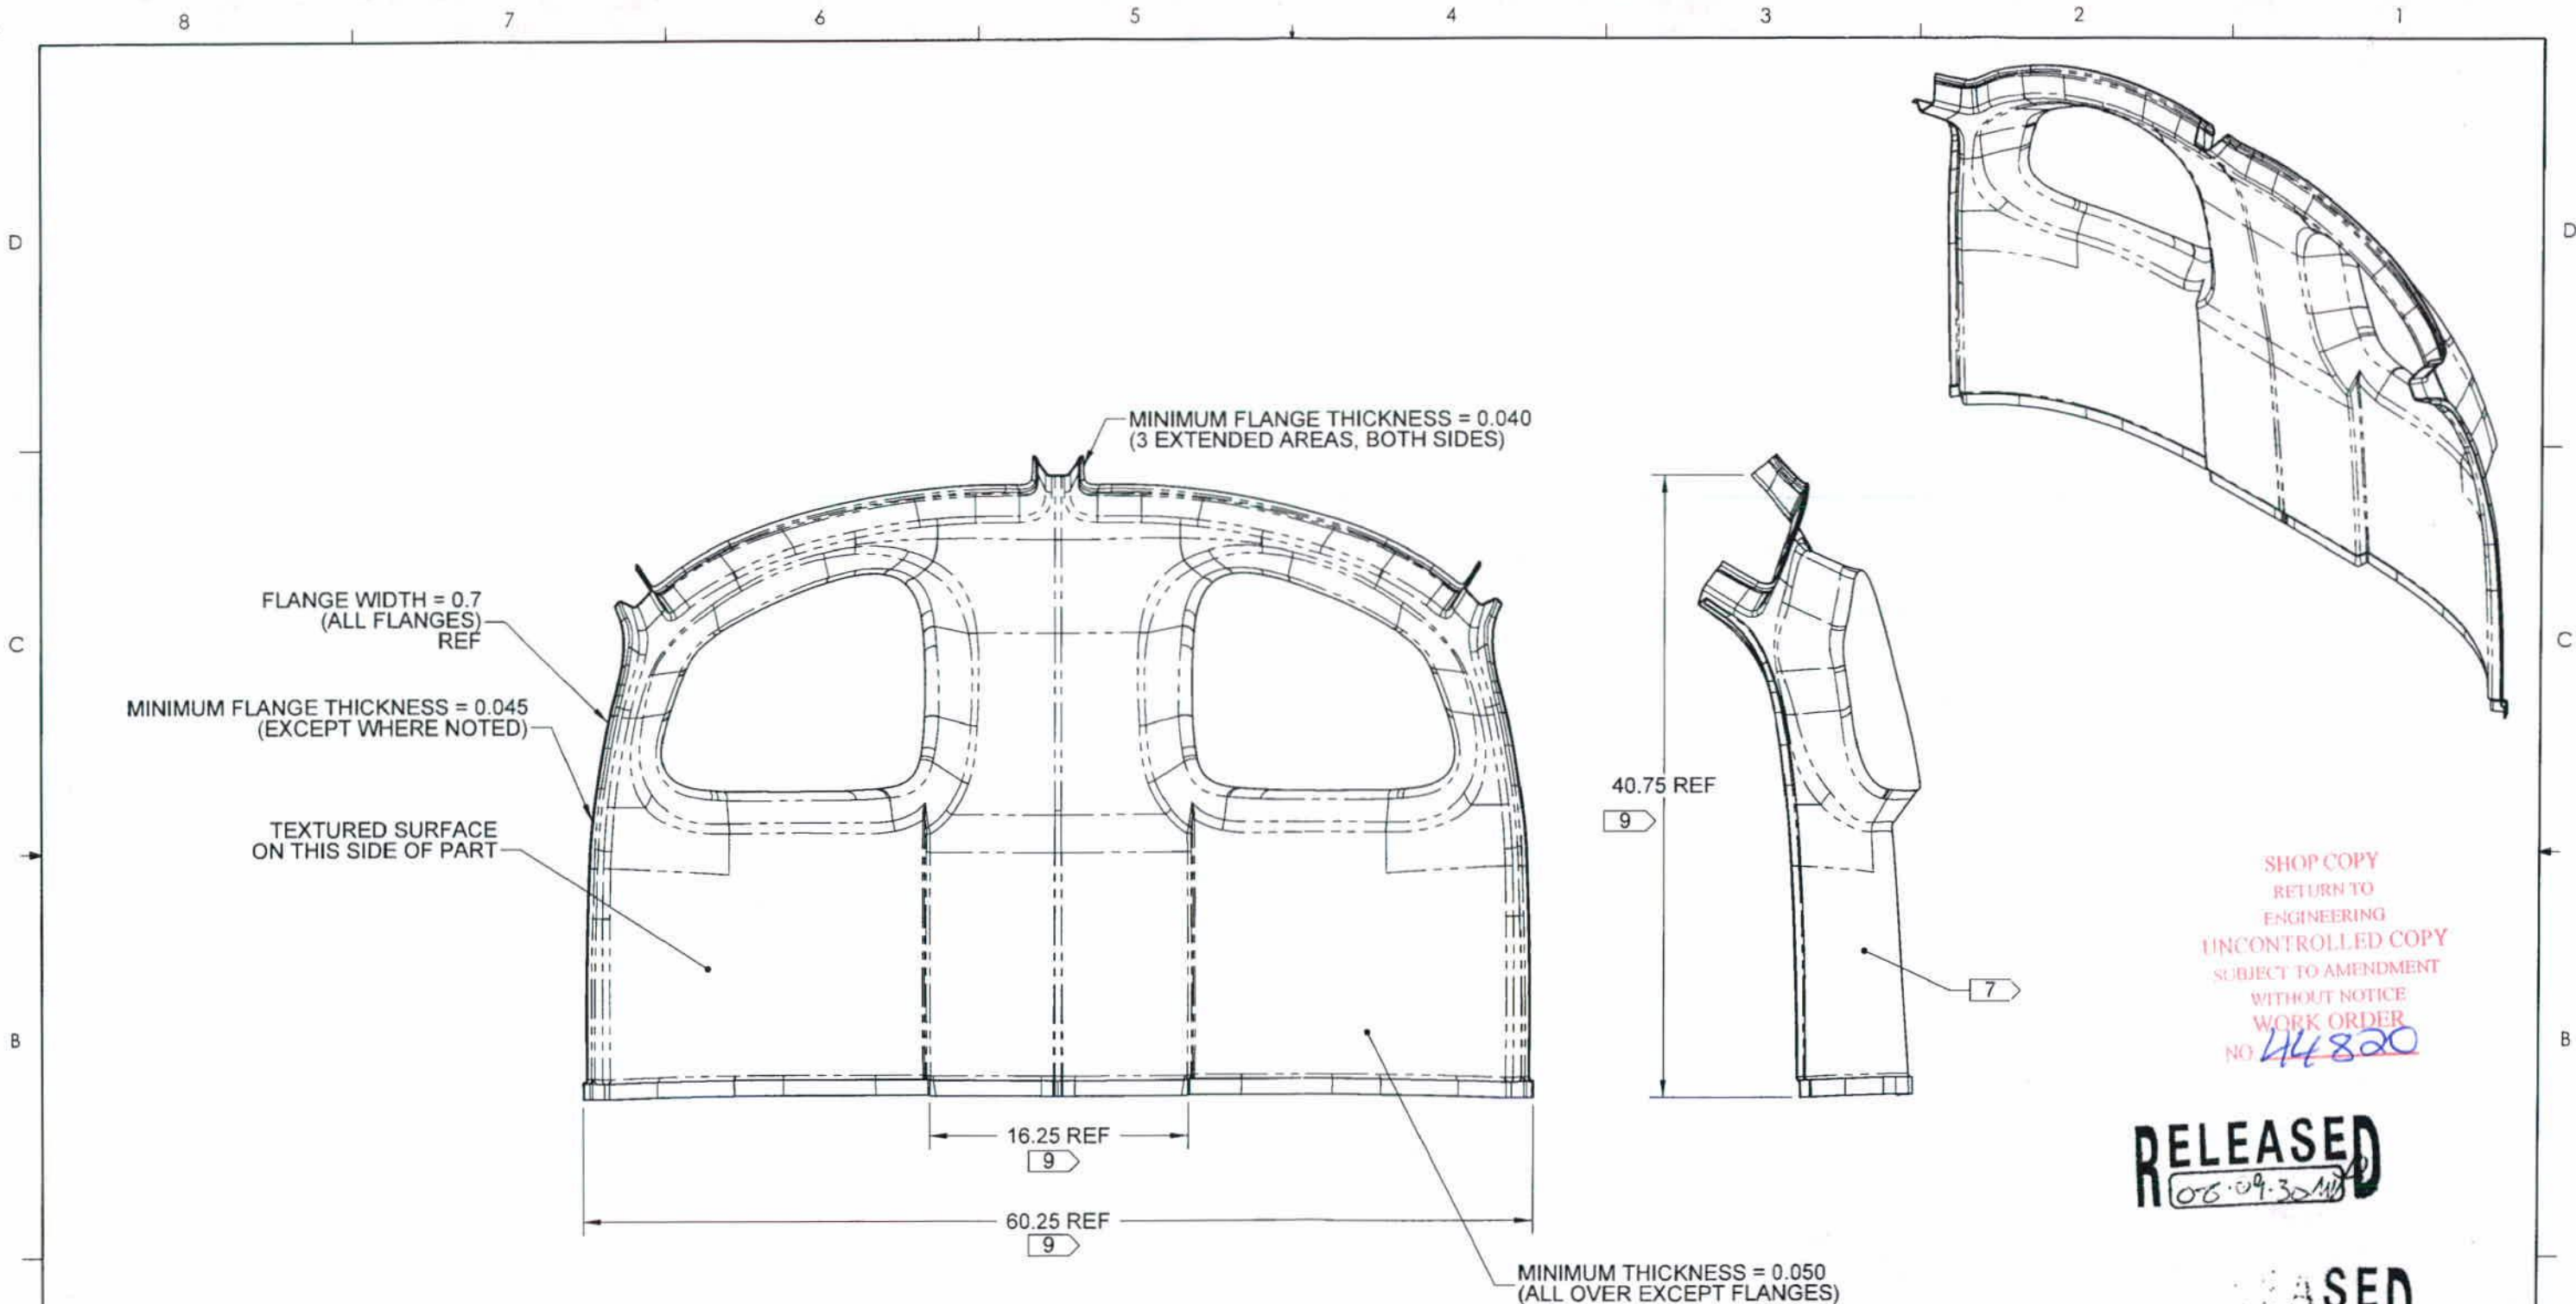 8 7 6 5 4 3 2 1
D
D
MINIMUM FLANGE THICKNESS = 0.040
(3 EXTENDED AREAS, BOTH SIDES)
FLANGE WIDTH = 0.7
(ALL FLANGES)
REF
C
C
MINIMUM FLANGE THICKNESS = 0.045
(EXCEPT WHERE NOTED)
40.75 REF
9
TEXTURED SURFACE
ON THIS SIDE OF PART
SHOP COPY
RETURN TO
ENGINEERING
UNCONTROLLED COPY
SUBJECT TO AMENDMENT
WITHOUT NOTICE
WORK ORDER
NO 44820
7
B
B
16.25 REF
9
RELEASED
60.25 REF
9
MINIMUM THICKNESS = 0.050
(ALL OVER EXCEPT FLANGES)